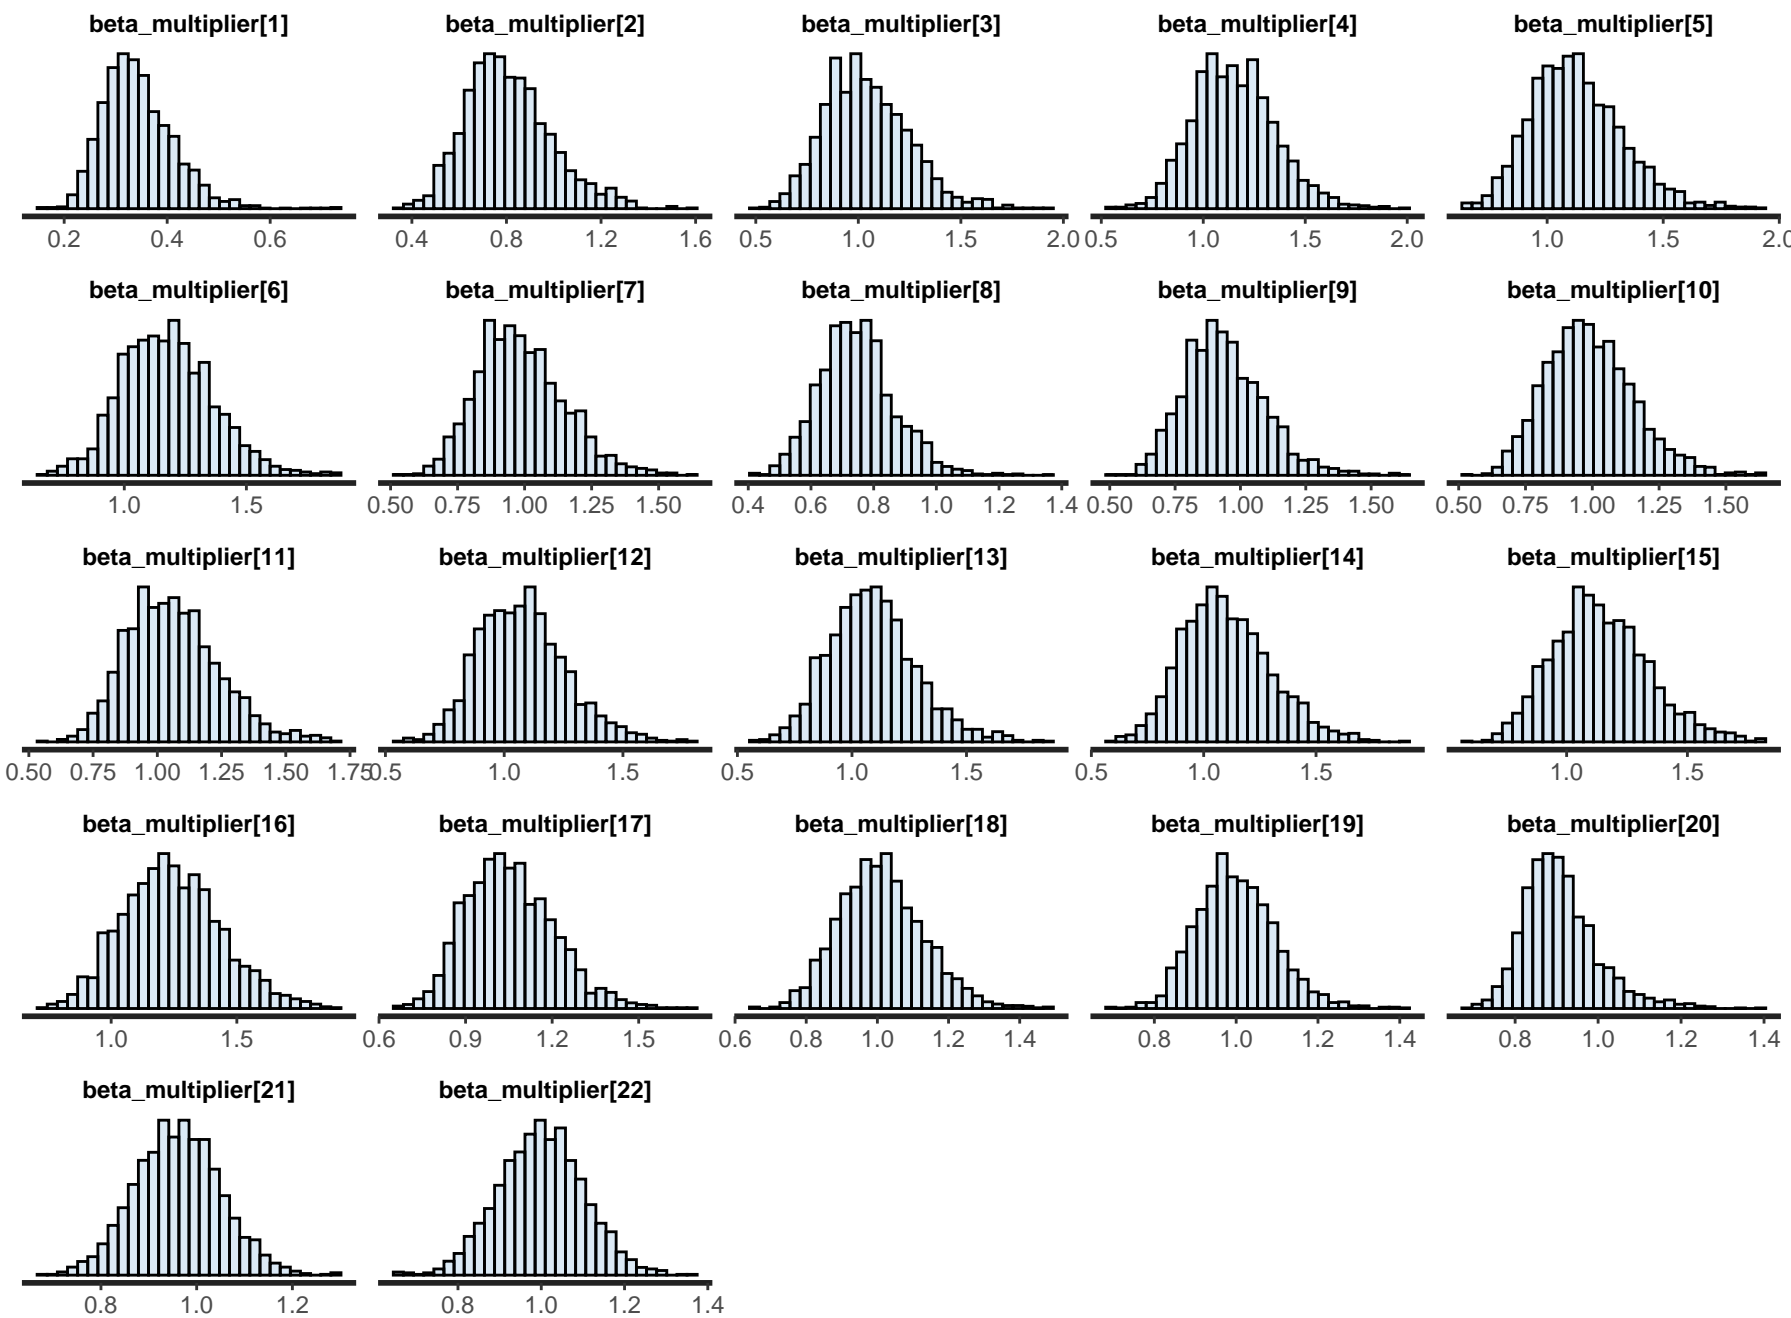 beta_multiplier[1] beta_multiplier[2] beta_multiplier[3] beta_multiplier[4] beta_multiplier[5]
0.2 0.4 0.6 0.4 0.8 1.2 1.6 0.5 1.0 1.5 2.0 0.5 1.0 1.5 2.0 1.0 1.5 2.0
beta_multiplier[6] beta_multiplier[7] beta_multiplier[8] beta_multiplier[9] beta_multiplier[10]
1.0 1.5 0.50 0.75 1.00 1.25 1.50 0.4 0.6 0.8 1.0 1.2 1.4 0.50 0.75 1.00 1.25 1.50 0.50 0.75 1.00 1.25 1.50
beta_multiplier[11] beta_multiplier[12] beta_multiplier[13] beta_multiplier[14] beta_multiplier[15]
0.50 0.75 1.00 1.25 1.50 1.75 0.5 1.0 1.5 0.5 1.0 1.5 0.5 1.0 1.5 1.0 1.5
beta_multiplier[16] beta_multiplier[17] beta_multiplier[18] beta_multiplier[19] beta_multiplier[20]
1.0 1.5 0.6 0.9 1.2 1.5 0.6 0.8 1.0 1.2 1.4 0.8 1.0 1.2 1.4 0.8 1.0 1.2 1.4
beta_multiplier[21] beta_multiplier[22]
0.8 1.0 1.2 0.8 1.0 1.2 1.4